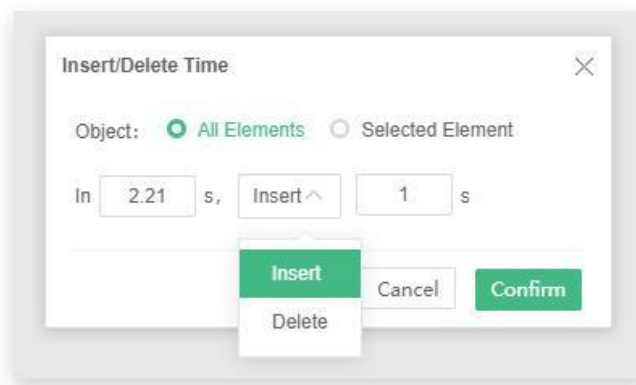 Insert/Delete Time
Object: All Elements Selected Element
In 2.21 s, Insert 1 s
Insert
Cancel Confirm
Delete